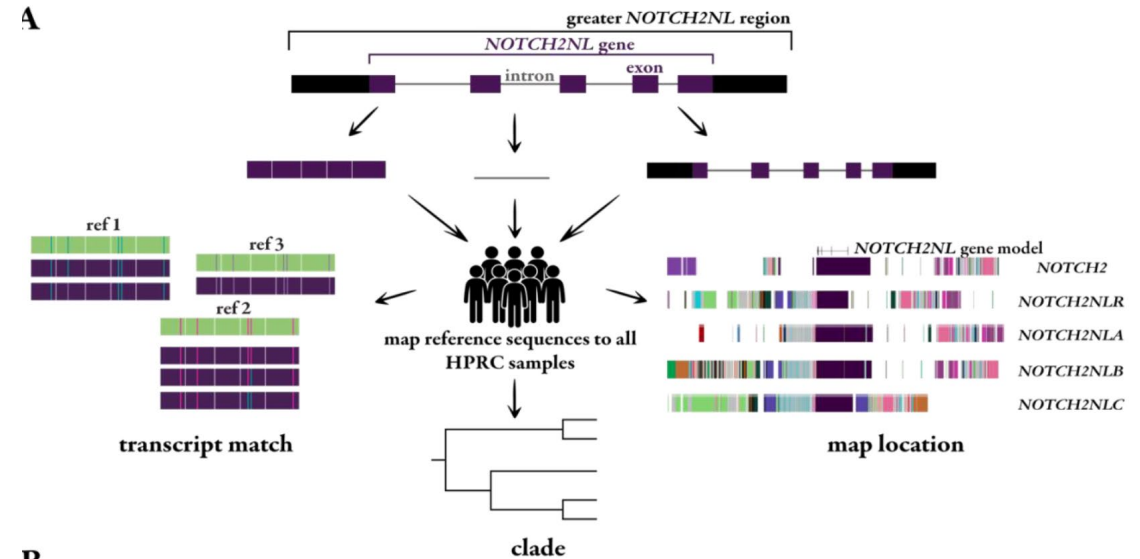 A
greater NOTCH2NL region
NOTCH2NL gene
intron
exon
ref 1
ref 3
ref 2
map reference sequences to all
HPRC samples
NOTCH2NL gene model
NOTCH2
NOTCH2NLR
NOTCH2NLA
NOTCH2NLB
NOTCH2NLC
transcript match
map location
clade